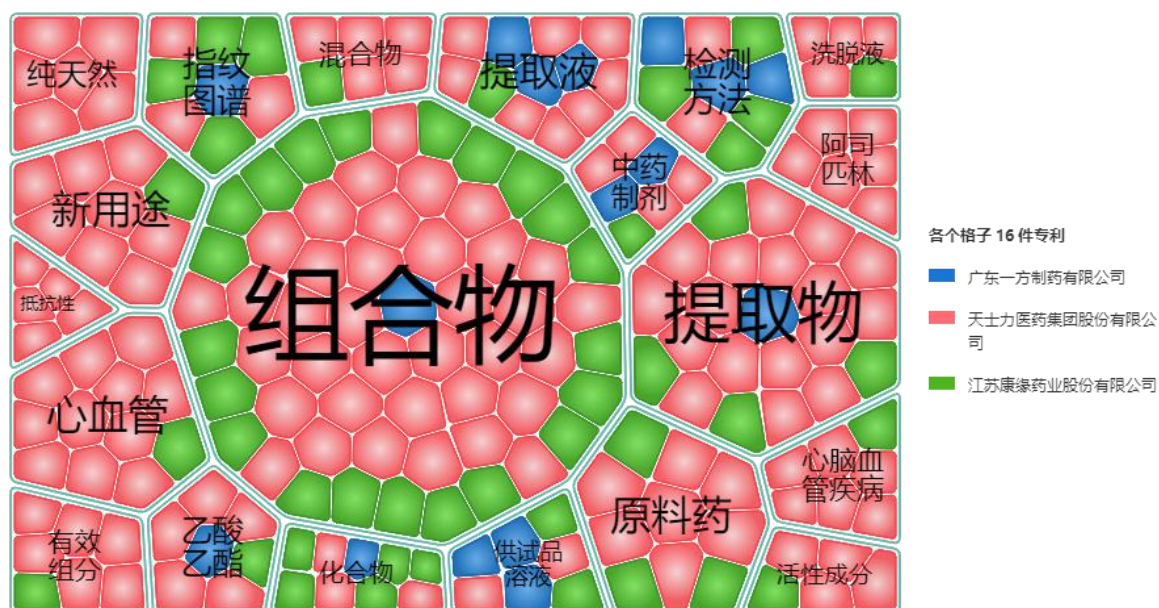 纯天然
指纹
图谱
混合物
提取液
检测
方法
洗脱液
阿司
匹林
中药
制剂
新用途
抵抗性
组合物
提取物
心血管
心脑血
管疾病
原料药
有效
组分
乙酸
乙酯
化合物
供试品
溶液
活性成分
各个格子 16 件专利
广东一方制药有限公司
天士力医药集团股份有限公
司
江苏康缘药业股份有限公司